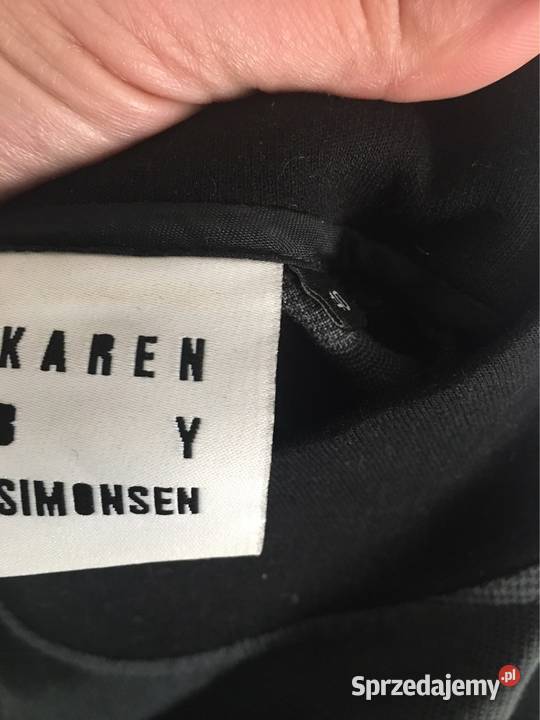 KAREN
B Y
SIMONSEN
S
Sprzedajemy.pl